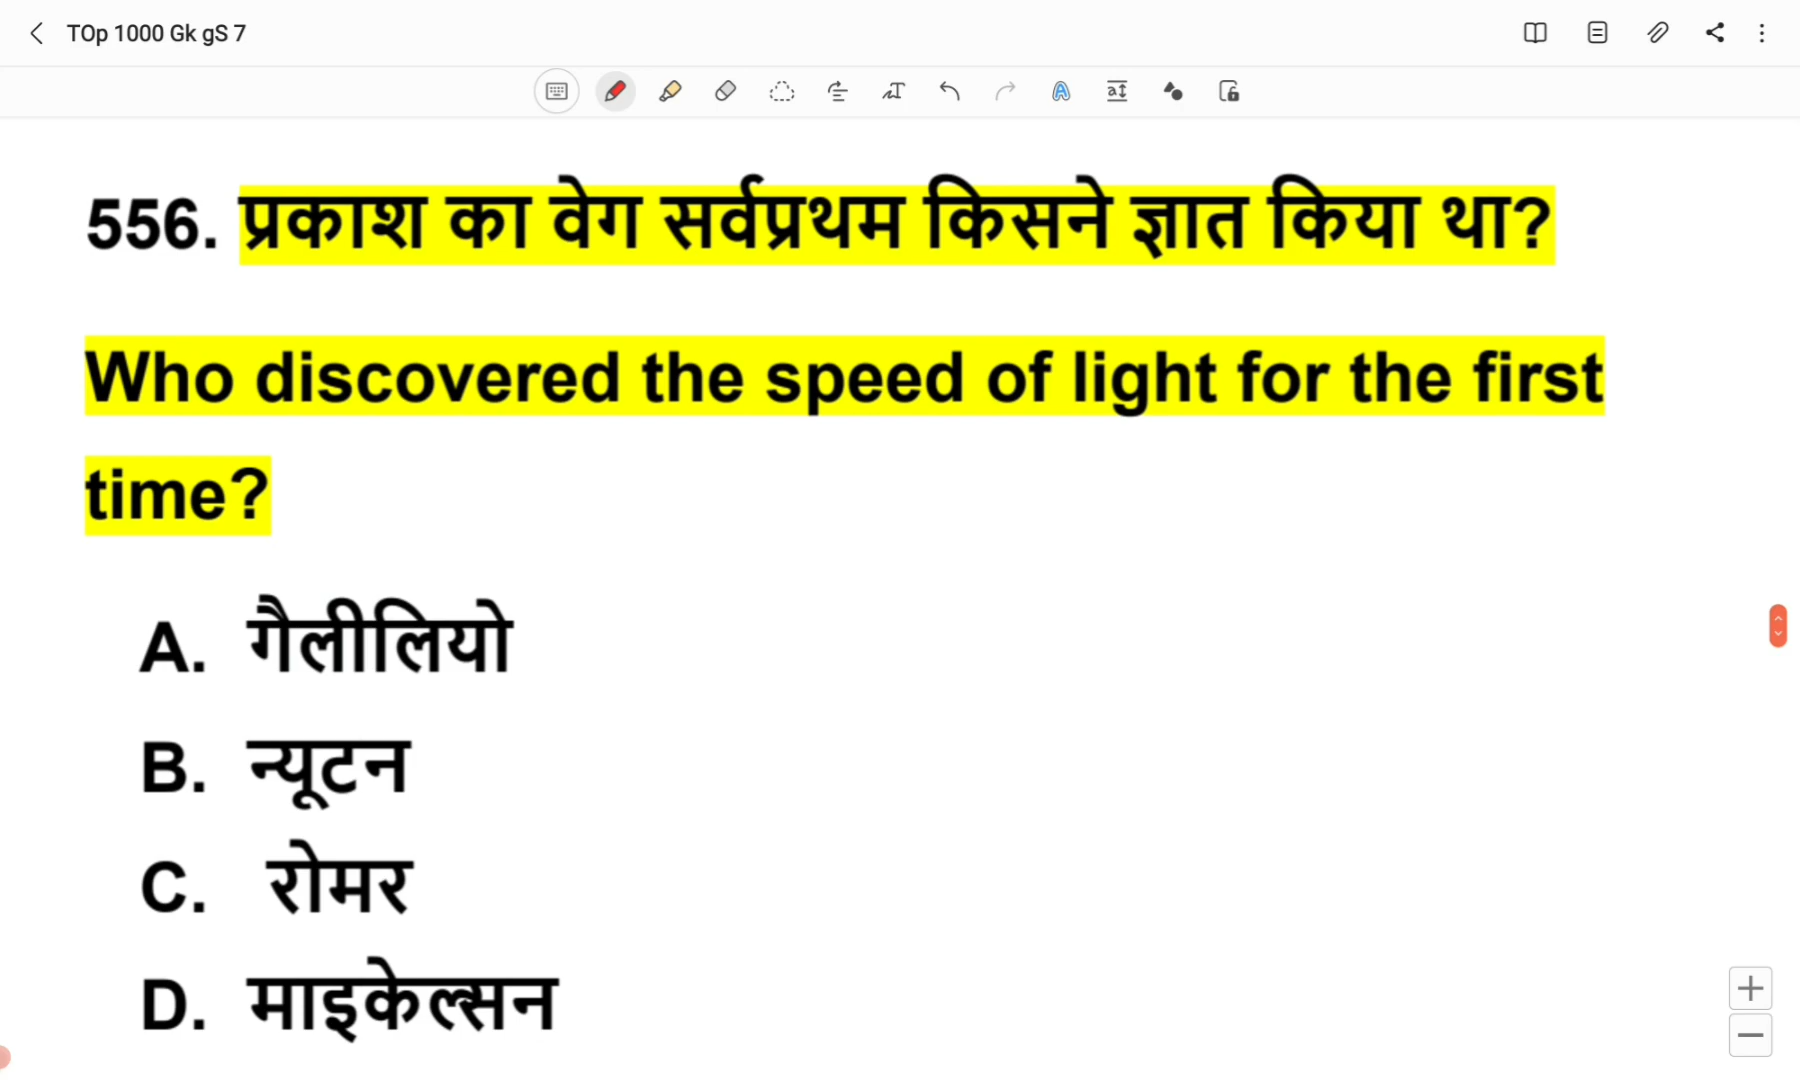 TOp 1000 Gk gS 7
556. प्रकाश का वेग सर्वप्रथम किसने ज्ञात किया था?
Who discovered the speed of light for the first
time?
A. गैलीलियो
B. न्यूटन
C. रोमर
D. माइकेल्सन